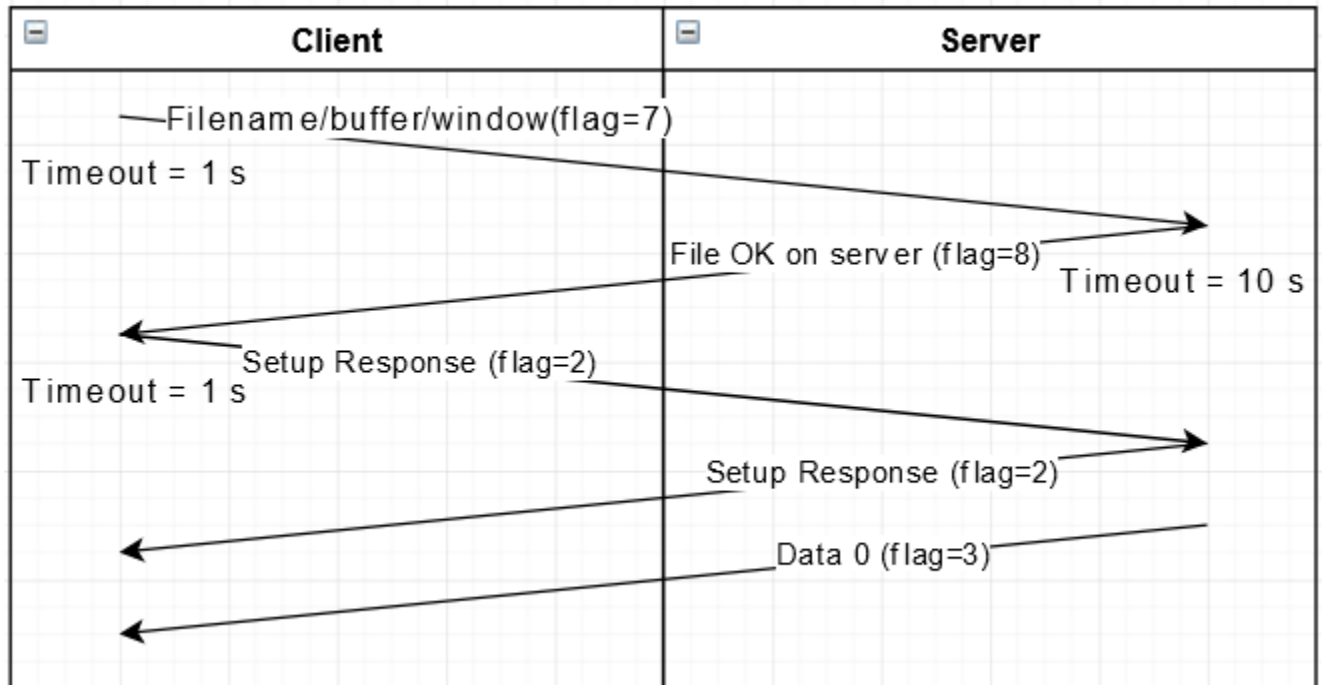 Client
Server
Filename/buffer/window(flag=7)
Timeout = 1 s
File OK on server (flag=8)
Timeout = 10 s
Setup Response (flag=2)
Timeout = 1 s
Setup Response (flag=2)
Data 0 (flag=3)